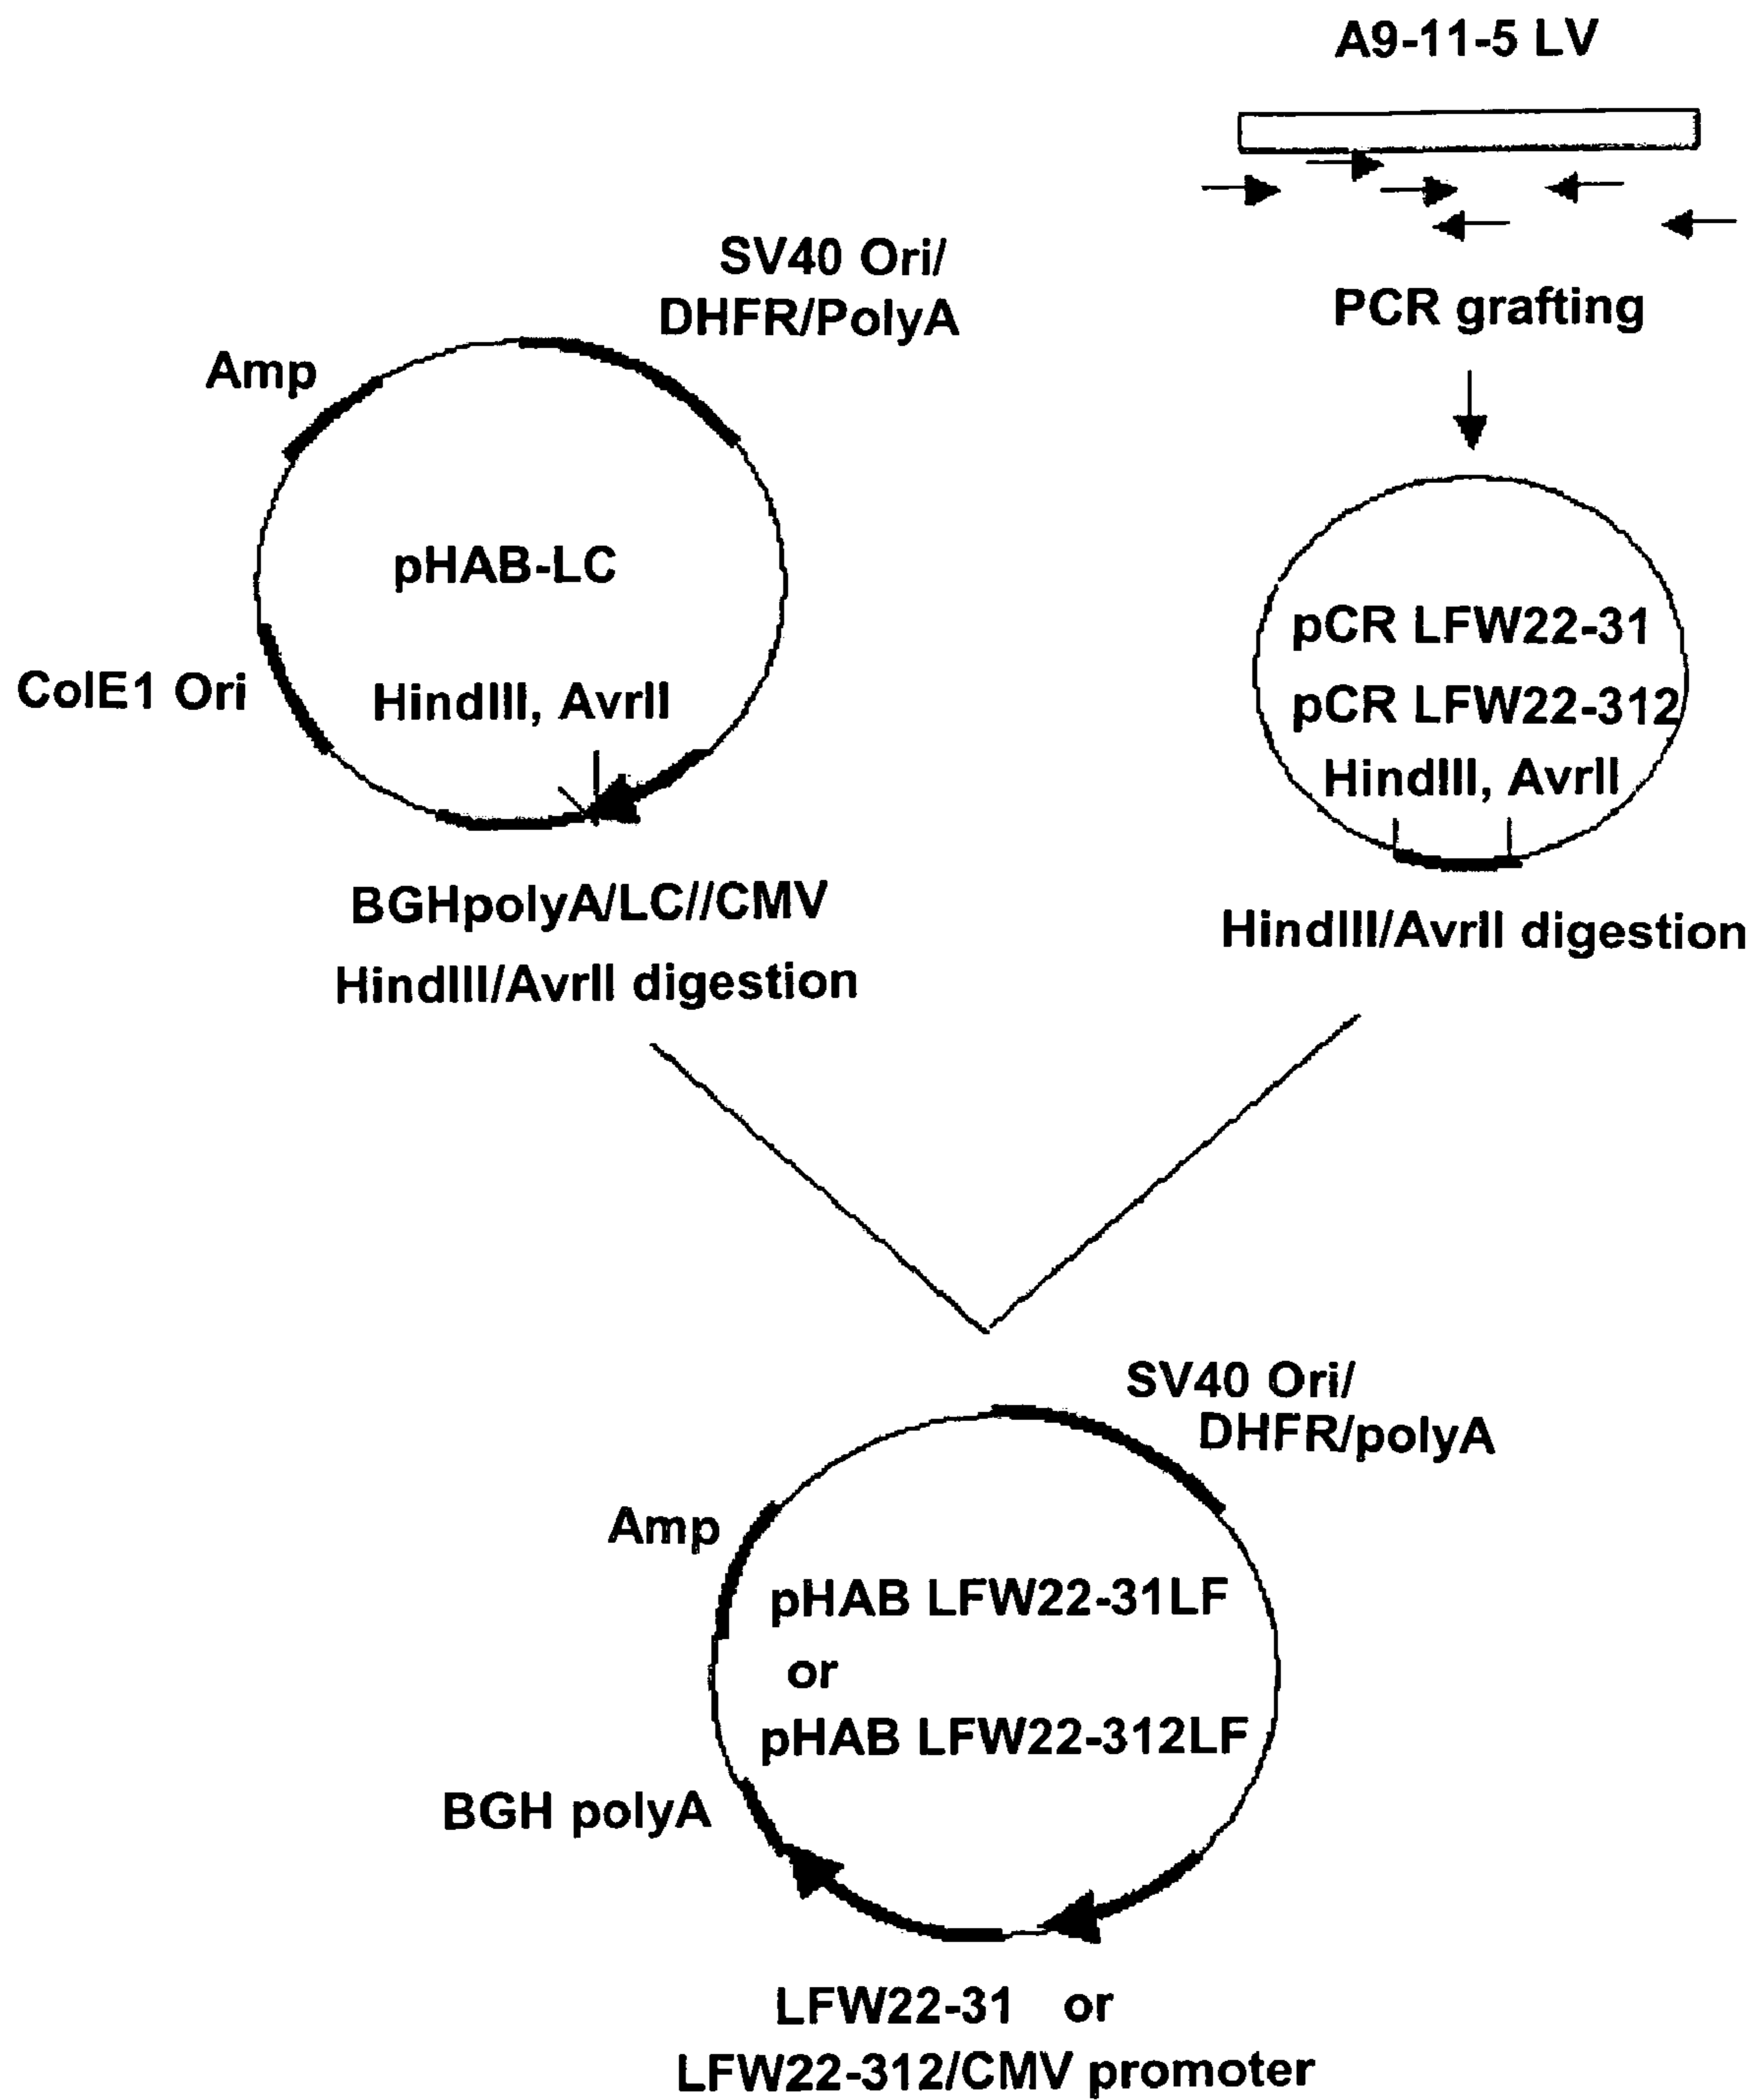 A9-11-5 LV
PCR grafting
SV40 Ori/
DHFR/PolyA
Amp
pHAB-LC
ColE1 Ori
HindIII, AvrII
BGHpolyA/LC//CMV
HindIII/AvrII digestion
pCR LFW22-31
pCR LFW22-312
HindIII, AvrII
HindIII/AvrII digestion
SV40 Ori/
DHFR/polyA
Amp
pHAB LFW22-31LF
or
pHAB LFW22-312LF
BGH polyA
LFW22-31 or
LFW22-312/CMV promoter